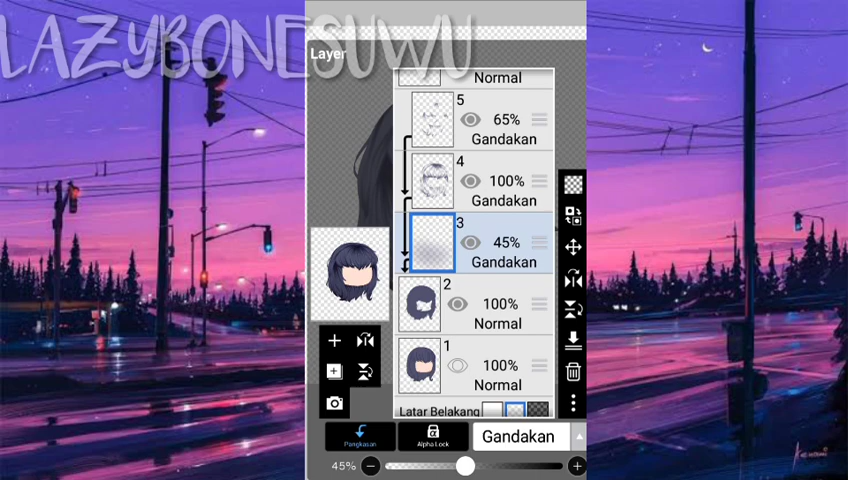 LAZYBONESUWU
Layer
Normal
5
65%
Gandakan
4
100%
Gandakan
3
45%
Gandakan
2
100%
Normal
1
100%
Normal
Latar Belakang
Pangkasan
Alpha Lock
Gandakan
45%